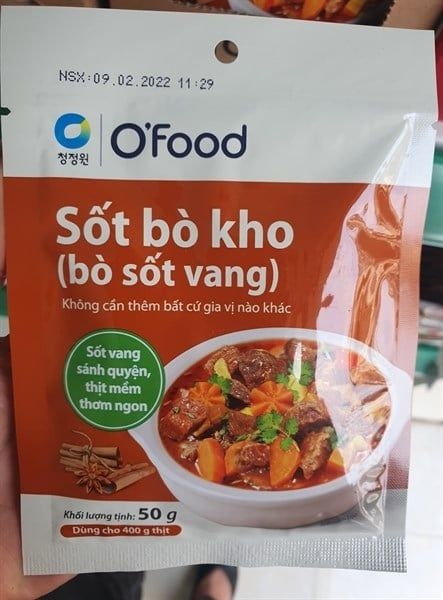 NSX:09.02.2022 11:29
청정원
O'Food
Sốt bò kho
(bò sốt vang)
Không cần thêm bất cứ gia vị nào khác
Sốt vang
sánh quyện,
thịt mềm
thơm ngon
Khối lượng tịnh: 50 g
Dùng cho 400 g thịt